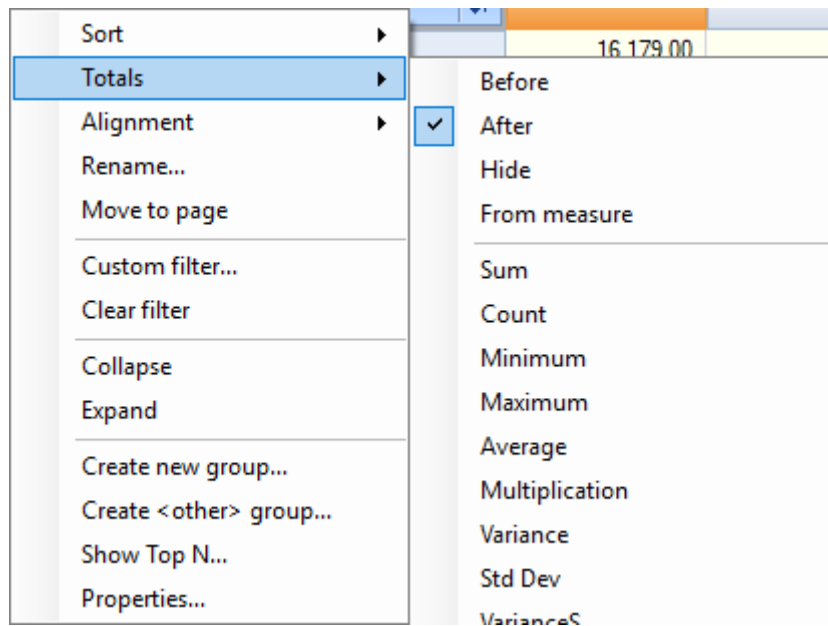 Sort
Totals
Alignment
Rename...
Move to page
Custom filter...
Clear filter
Collapse
Expand
Create new group...
Create <other> group...
Show Top N...
Properties...
16 179.00
Before
After
Hide
From measure
Sum
Count
Minimum
Maximum
Average
Multiplication
Variance
Std Dev
VarianceS